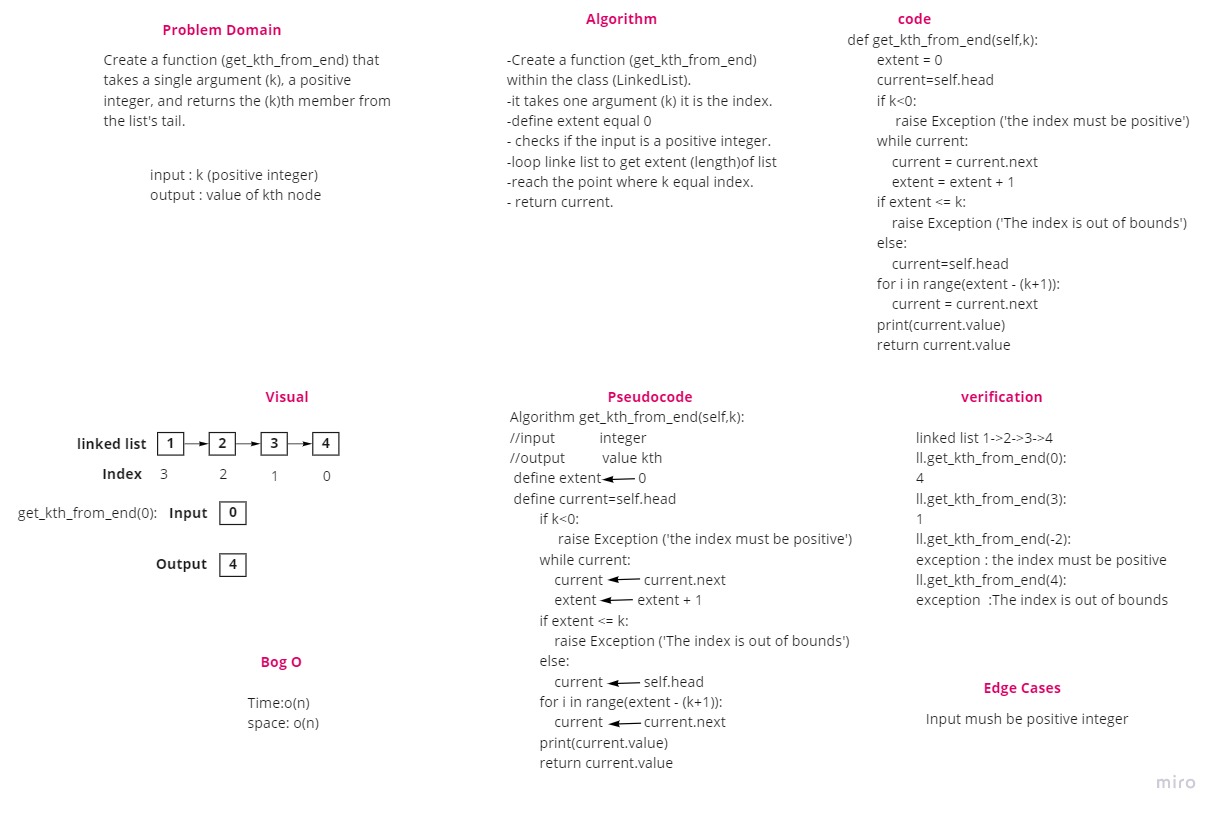 Problem Domain
Create a function (get_kth_from_end) that
takes a single argument (k), a positive
integer, and returns the (k)th member from
the list's tail.
input : k (positive integer)
output : value of kth node
Algorithm
-Create a function (get_kth_from_end)
within the class (LinkedList).
-it takes one argument (k) it is the index.
-define extent equal 0
- checks if the input is a positive integer.
-loop linke list to get extent (length)of list
-reach the point where k equal index.
- return current.
code
def get_kth_from_end(self,k):
extent = 0
current=self.head
if k<0:
raise Exception ('the index must be positive')
while current:
current = current.next
extent = extent + 1
if extent <= k:
raise Exception ('The index is out of bounds')
else:
current=self.head
for i in range(extent - (k+1)):
current = current.next
print(current.value)
return current.value
Visual
linked list 1 2 3 4
Index 3 2 1 0
get_kth_from_end(0): Input 0
Output 4
Bog O
Time:o(n)
space: o(n)
Pseudocode
Algorithm get_kth_from_end(self,k):
//input integer
//output value kth
define extent 0
define current=self.head
if k<0:
raise Exception ('the index must be positive')
while current:
current current.next
extent extent + 1
if extent <= k:
raise Exception ('The index is out of bounds')
else:
current self.head
for i in range(extent - (k+1)):
current current.next
print(current.value)
return current.value
verification
linked list 1->2->3->4
ll.get_kth_from_end(0):
4
ll.get_kth_from_end(3):
1
ll.get_kth_from_end(-2):
exception : the index must be positive
ll.get_kth_from_end(4):
exception :The index is out of bounds
Edge Cases
Input mush be positive integer
miro